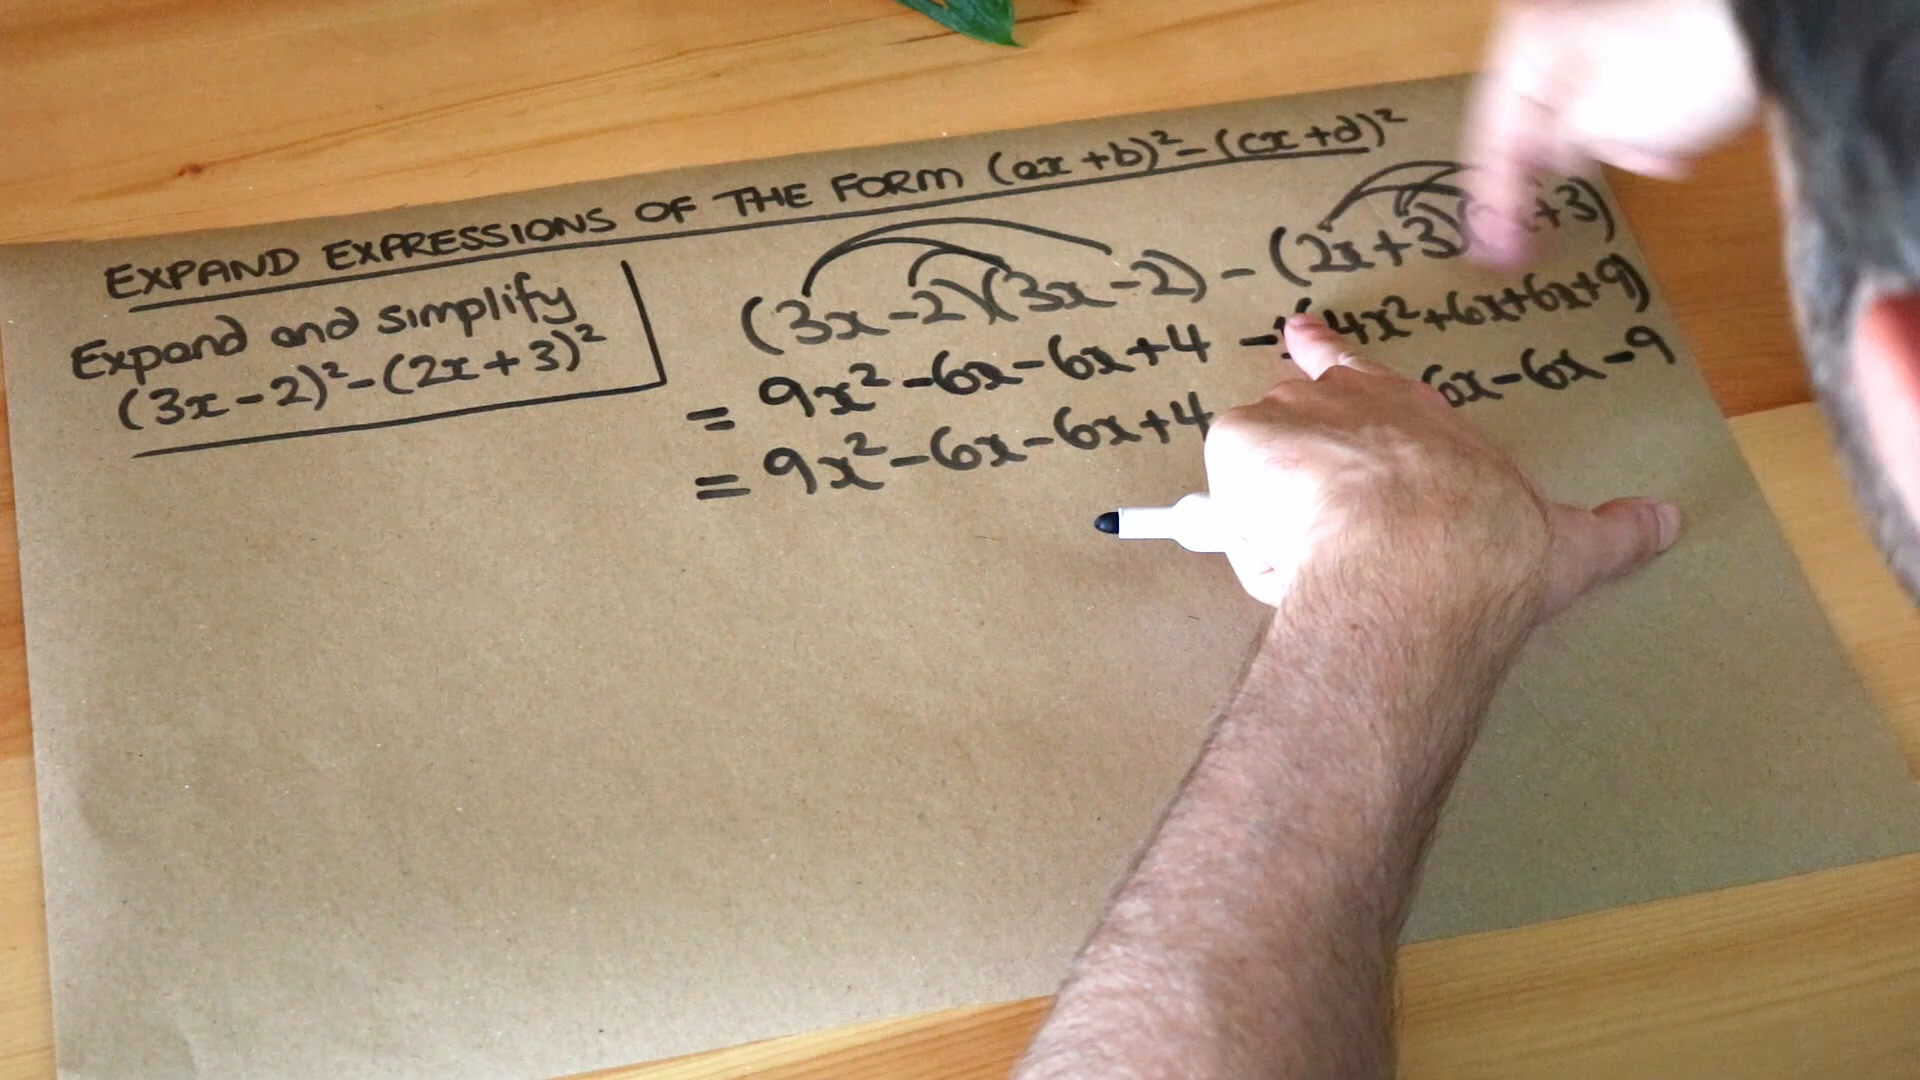 EXPAND EXPRESSIONS OF THE FORM (ax+b)²-(cx+d)²
Expand and simplify
(3x-2)²-(2x+3)²
(3x-2)(3x-2)-(2x+3)( +3)
= 9x²-6x-6x+4 -1(4x²+6x+6x+9)
= 9x²-6x-6x+4 6x-6x-9